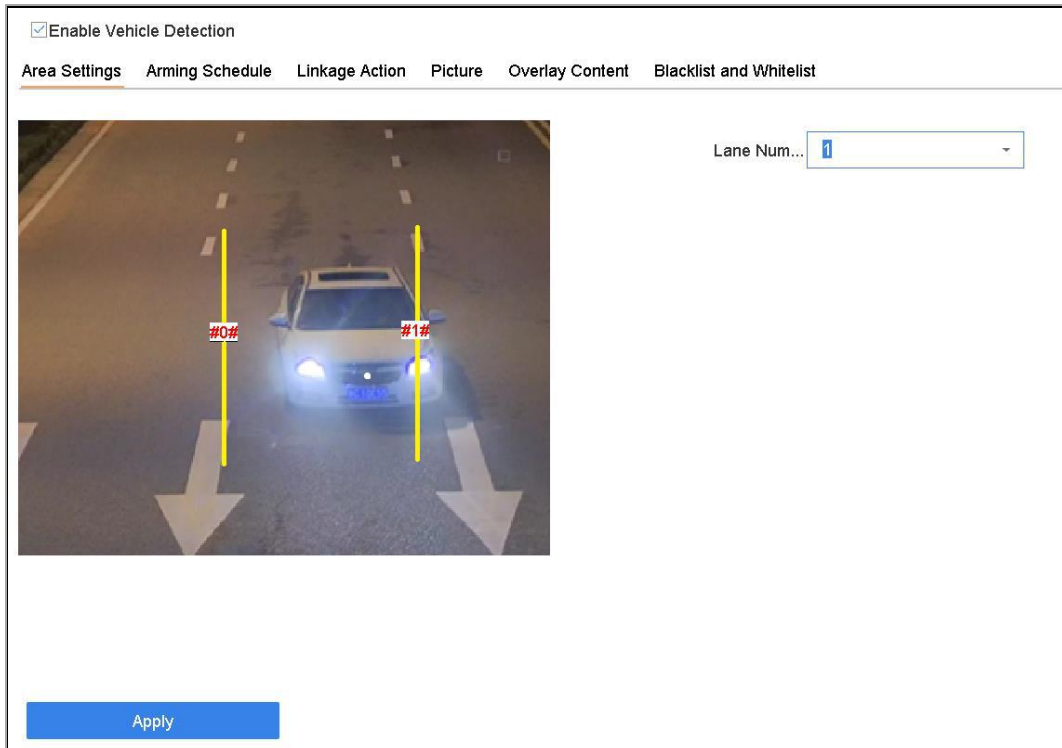 Enable Vehicle Detection
Area Settings Arming Schedule Linkage Action Picture Overlay Content Blacklist and Whitelist
Lane Num... 1
#0# #1#
Apply